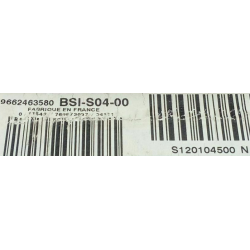 9662463580 BSI-S04-00
FABRIQUE EN FRANCE
S120104500 N